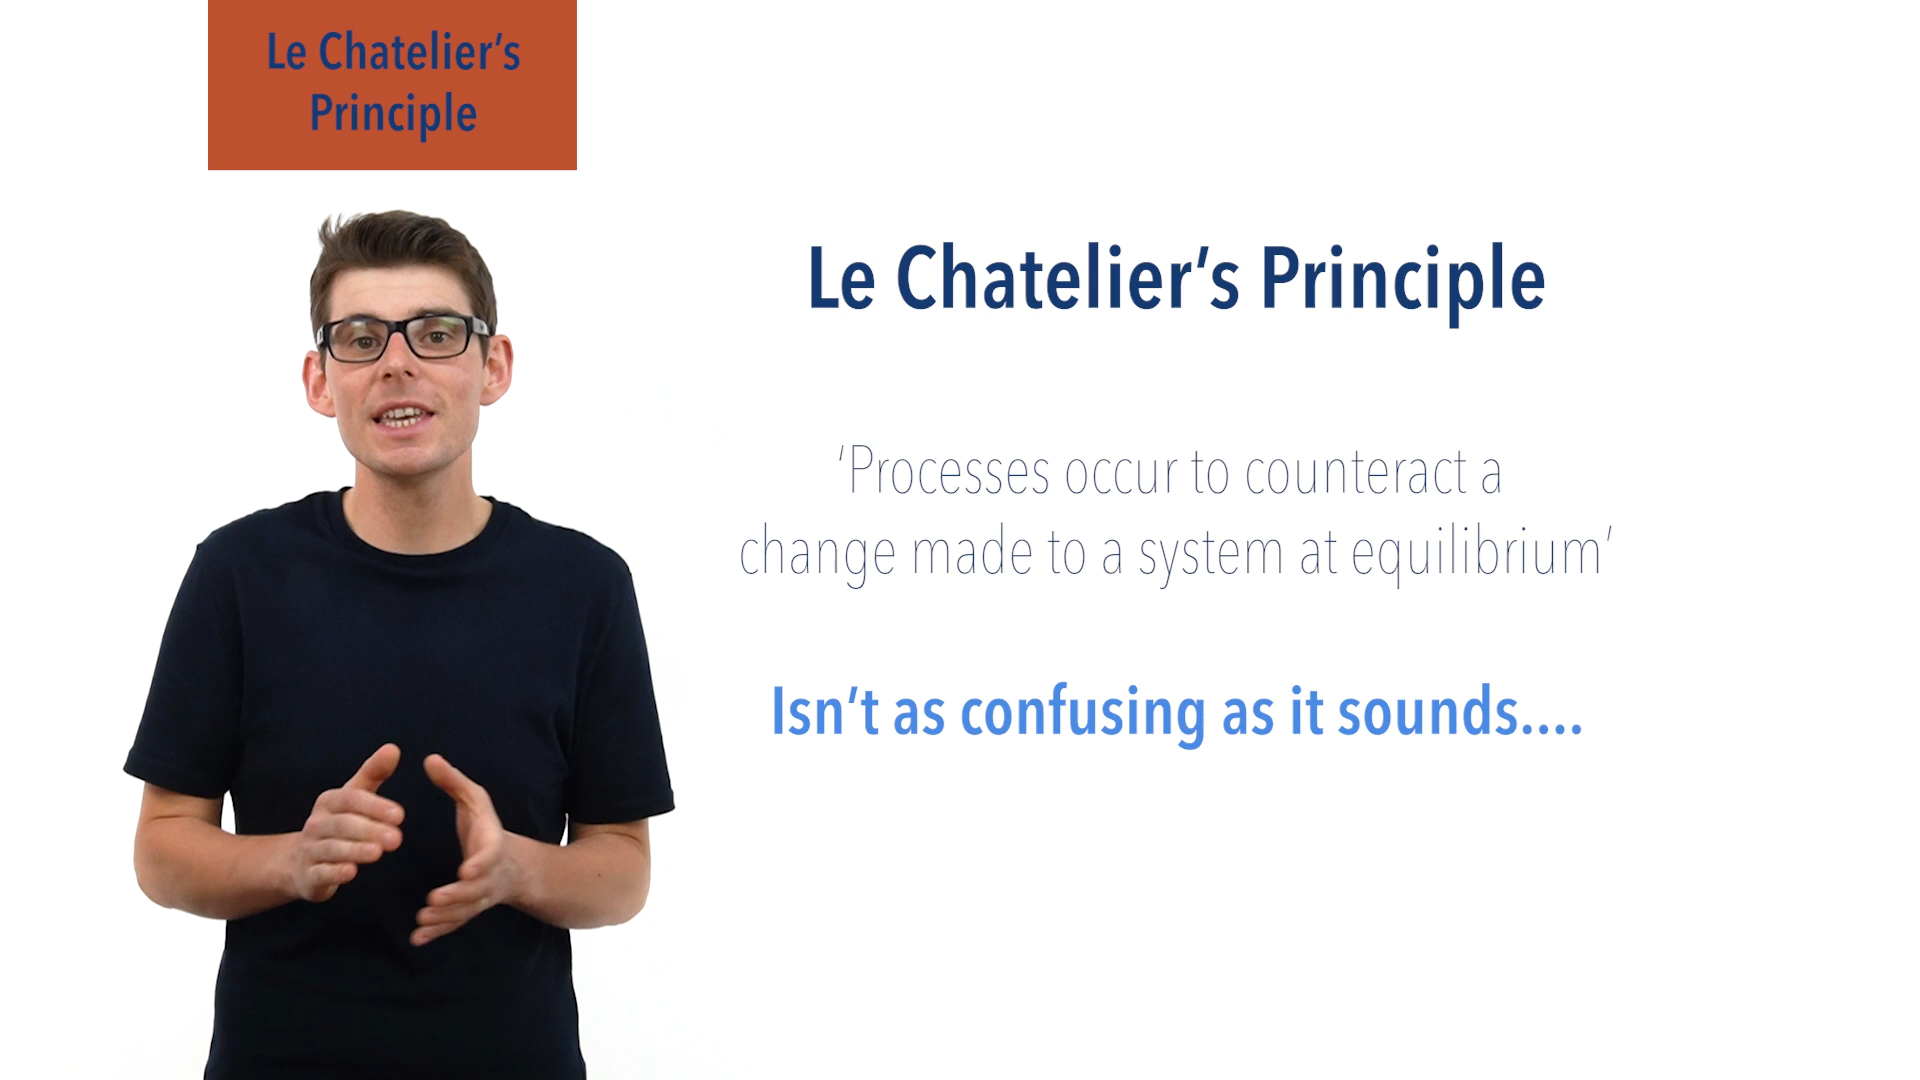 Le Chatelier‘s
Principle
Le Chatelier‘s Principle
‘Processes occur to counteract a
change made to a system at equilibrium’
Isn’t as confusing as it sounds....